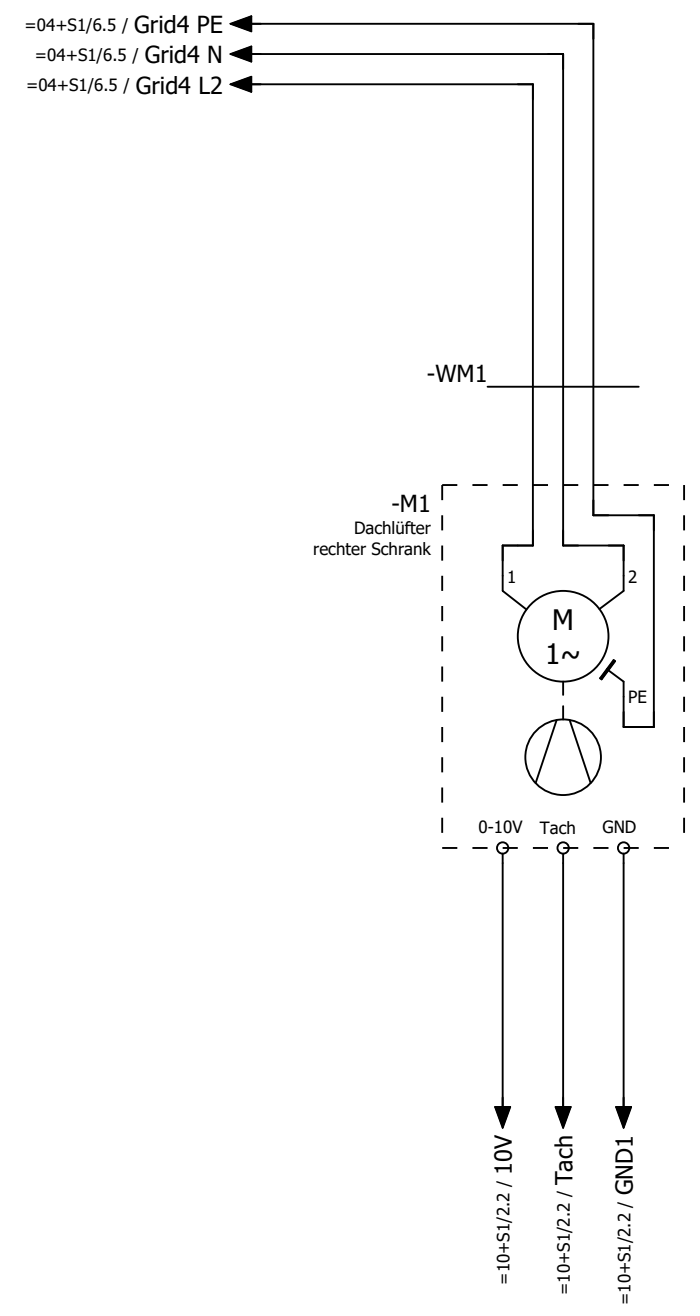 =04+S1/6.5 / Grid4 PE
=04+S1/6.5 / Grid4 N
=04+S1/6.5 / Grid4 L2
-WM1
-M1
Dachlüfter
rechter Schrank
1
2
M
1~
PE
0-10V
Tach
GND
=10+S1/2.2 / 10V
=10+S1/2.2 / Tach
=10+S1/2.2 / GND1